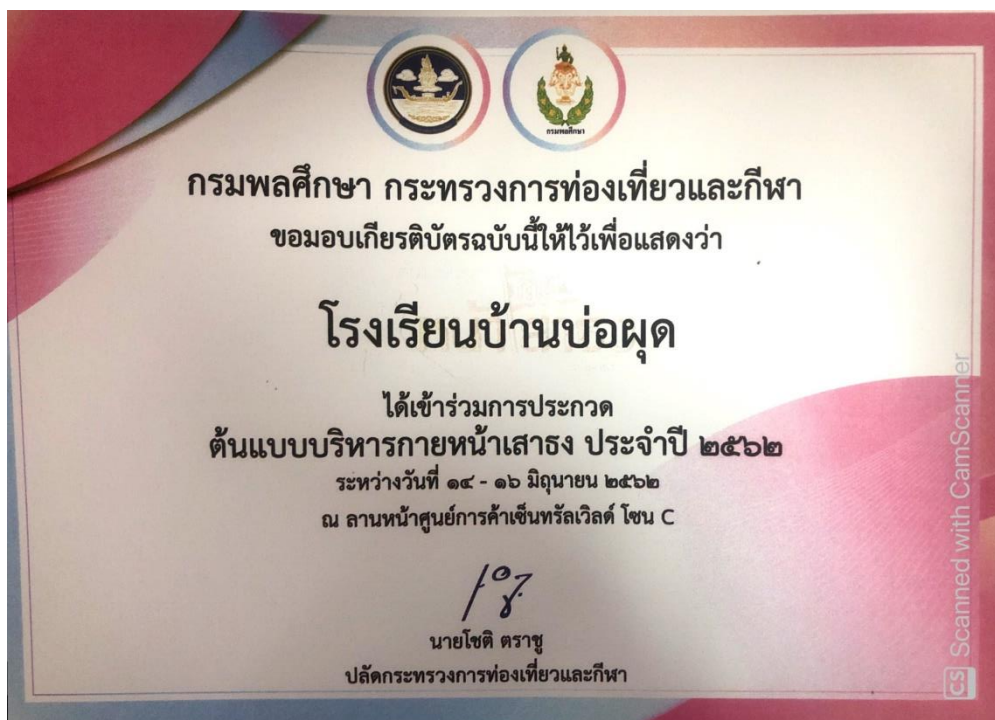 กรมพลศึกษา
กรมพลศึกษา กระทรวงการท่องเที่ยวและกีฬา
ขอมอบเกียรติบัตรฉบับนี้ให้ไว้เพื่อแสดงว่า
โรงเรียนบ้านบ่อผุด
ได้เข้าร่วมการประกวด
ต้นแบบบริหารกายหน้าเสาธง ประจำปี ๒๕๖๒
ระหว่างวันที่ ๑๔ - ๑๖ มิถุนายน ๒๕๖๒
ณ ลานหน้าศูนย์การค้าเซ็นทรัลเวิลด์ โซน C
นายโชติ ตราชู
ปลัดกระทรวงการท่องเที่ยวและกีฬา
CS Scanned with CamScanner